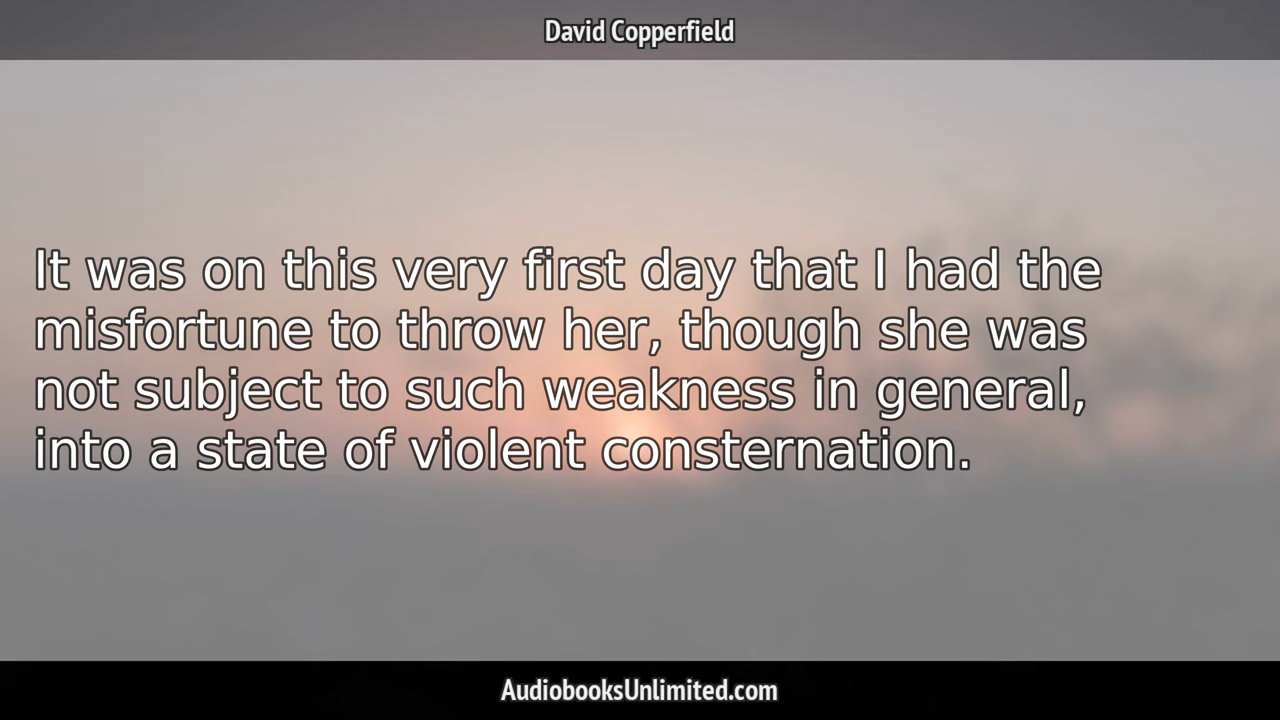 David Copperfield
It was on this very first day that I had the
misfortune to throw her, though she was
not subject to such weakness in general,
into a state of violent consternation.
AudiobooksUnlimited.com